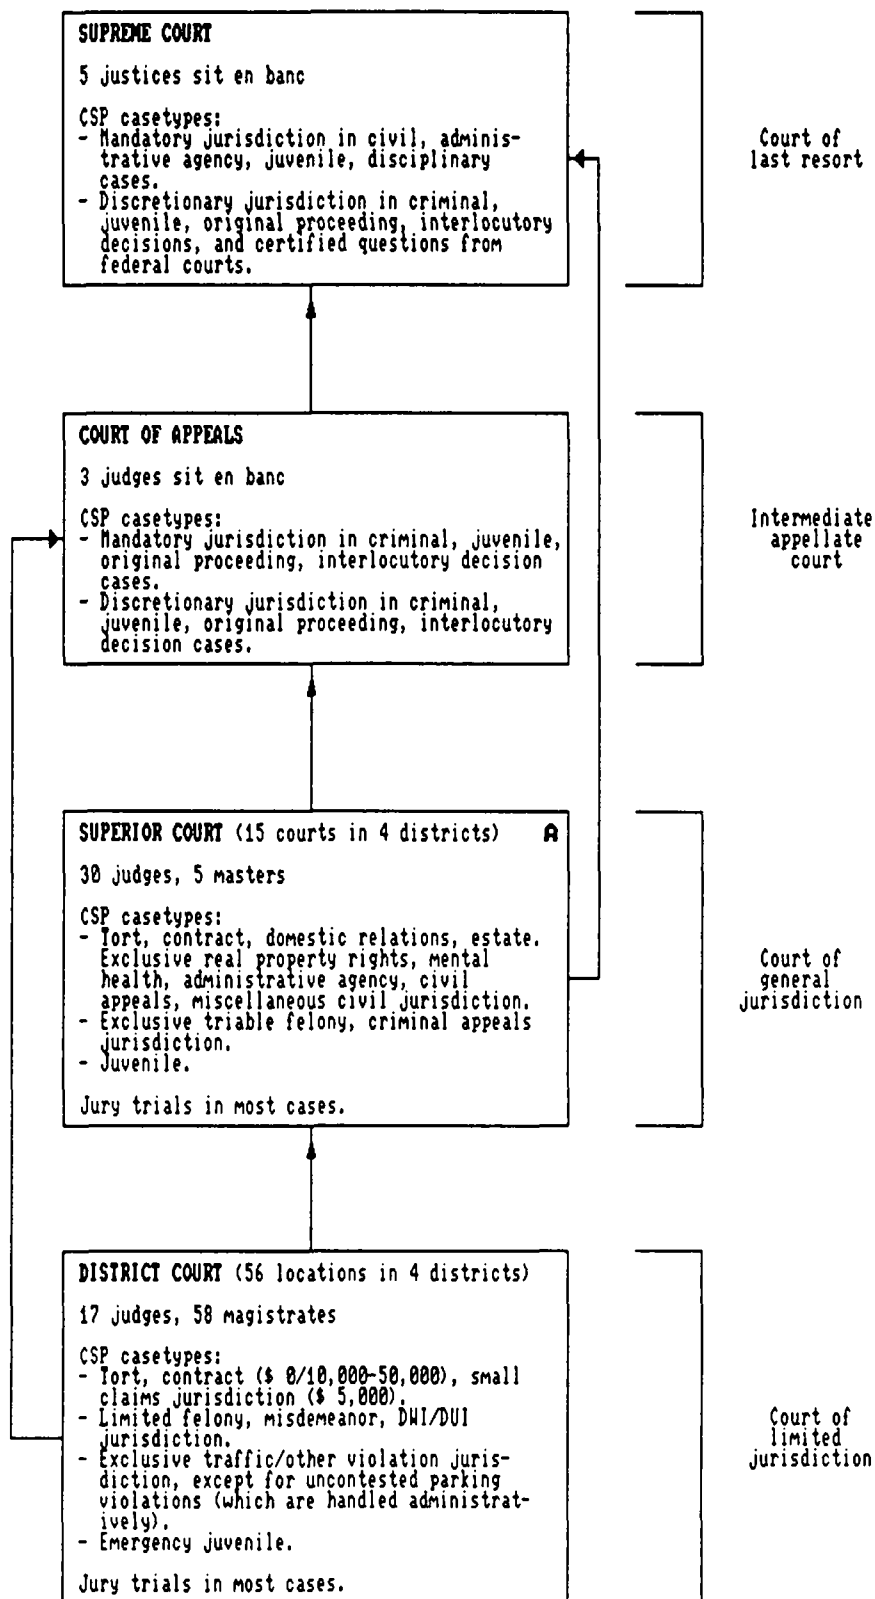 SUPREME COURT
5 justices sit en banc
CSP casetypes:
- Mandatory jurisdiction in civil, adminis-
trative agency, juvenile, disciplinary
cases.
- Discretionary jurisdiction in criminal,
juvenile, original proceeding, interlocutory
decisions, and certified questions from
federal courts.
Court of
last resort
COURT OF APPEALS
3 judges sit en banc
CSP casetypes:
- Mandatory jurisdiction in criminal, juvenile,
original proceeding, interlocutory decision
cases.
- Discretionary jurisdiction in criminal,
juvenile, original proceeding, interlocutory
decision cases.
Intermediate
appellate
court
SUPERIOR COURT (15 courts in 4 districts) A
30 judges, 5 masters
CSP casetypes:
- Tort, contract, domestic relations, estate.
Exclusive real property rights, mental
health, administrative agency, civil
appeals, miscellaneous civil jurisdiction.
- Exclusive triable felony, criminal appeals
jurisdiction.
- Juvenile.
Jury trials in most cases.
Court of
general
jurisdiction
DISTRICT COURT (56 locations in 4 districts)
17 judges, 58 magistrates
CSP casetypes:
- Tort, contract ($ 0/10,000-50,000), small
claims jurisdiction ($ 5,000).
- Limited felony, misdemeanor, DWI/DUI
jurisdiction.
- Exclusive traffic/other violation juris-
diction, except for uncontested parking
violations (which are handled administrat-
ively).
- Emergency juvenile.
Jury trials in most cases.
Court of
limited
jurisdiction